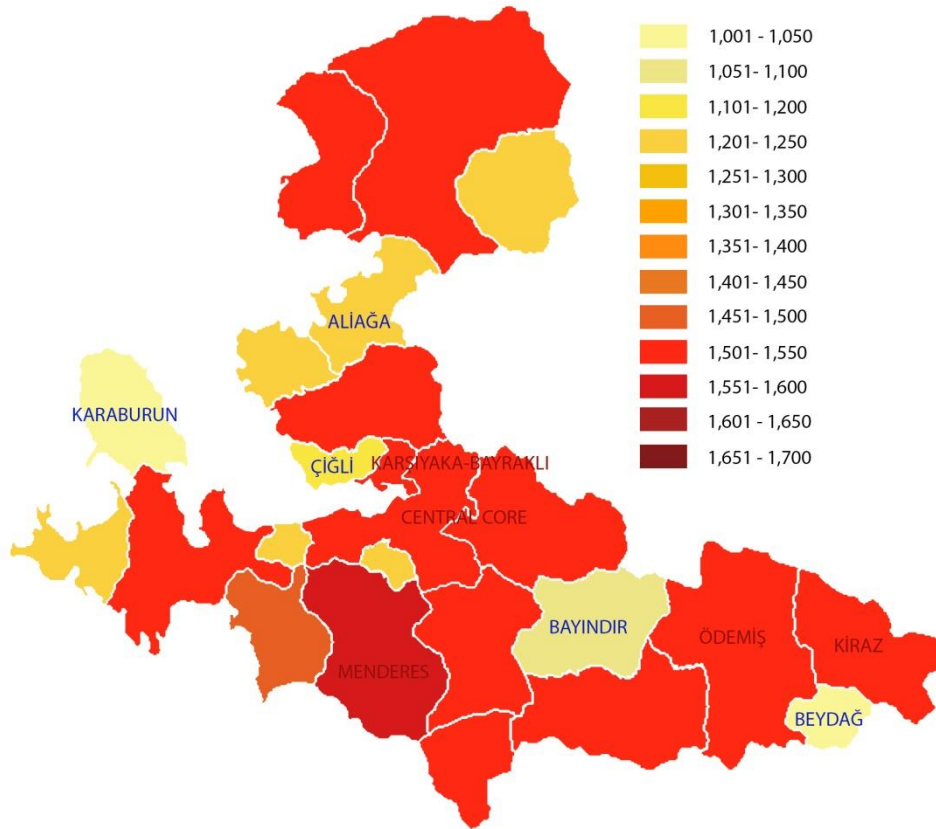 1,001 - 1,050
1,051- 1,100
1,101- 1,200
1,201- 1,250
1,251- 1,300
1,301- 1,350
1,351- 1,400
1,401- 1,450
1,451- 1,500
1,501- 1,550
1,551- 1,600
1,601 - 1,650
1,651 - 1,700
ALİAĞA
KARABURUN
ÇİĞLİ
KARSIYAKA-BAYRAKLI
CENTRAL CORE
BAYINDIR
ÖDEMİŞ
KİRAZ
MENDERES
BEYDAĞ